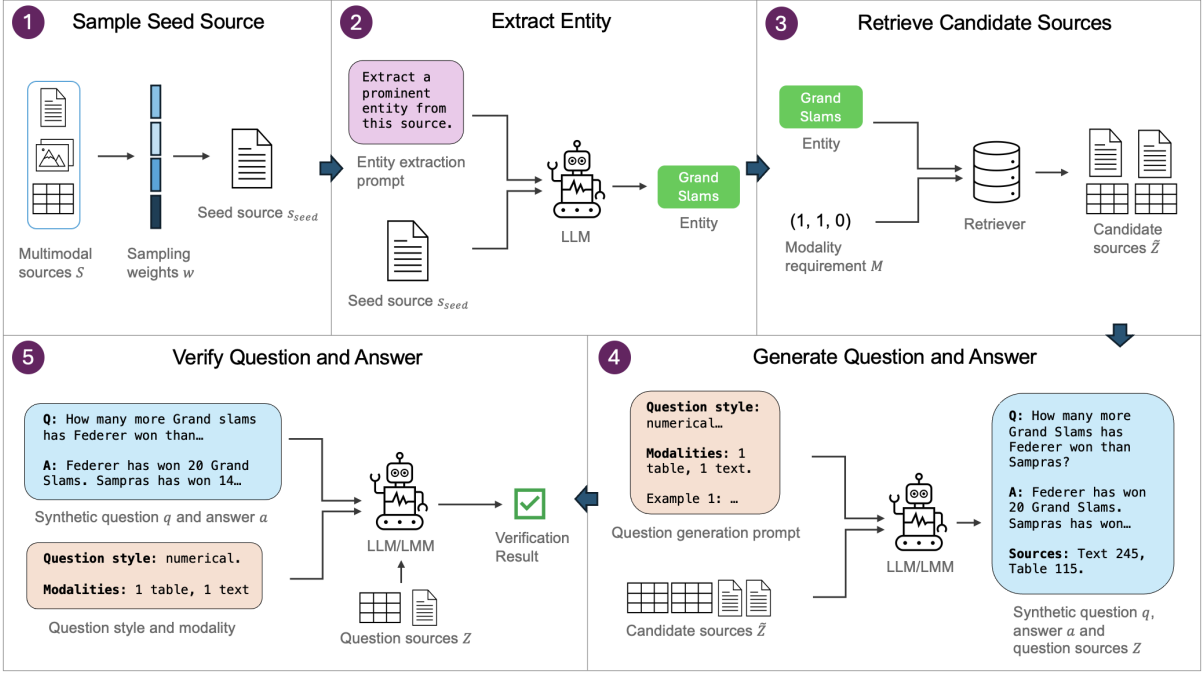 1 Sample Seed Source
Multimodal
sources S
Sampling
weights w
Seed source s_seed
2 Extract Entity
Extract a
prominent
entity from
this source.
Entity extraction
prompt
Seed source s_seed
LLM
Grand
Slams
Entity
3 Retrieve Candidate Sources
Grand
Slams
Entity
(1, 1, 0)
Modality
requirement M
Retriever
Candidate
sources Z̃
5 Verify Question and Answer
Q: How many more Grand slams
has Federer won than…
A: Federer has won 20 Grand
Slams. Sampras has won 14…
Synthetic question q and answer a
Question style: numerical.
Modalities: 1 table, 1 text
Question style and modality
LLM/LMM
Question sources Z
Verification
Result
4 Generate Question and Answer
Question style:
numerical…
Modalities: 1
table, 1 text.
Example 1: …
Question generation prompt
Candidate sources Z̃
LLM/LMM
Q: How many more
Grand Slams has
Federer won than
Sampras?
A: Federer has won
20 Grand Slams.
Sampras has won…
Sources: Text 245,
Table 115.
Synthetic question q,
answer a and
question sources Z